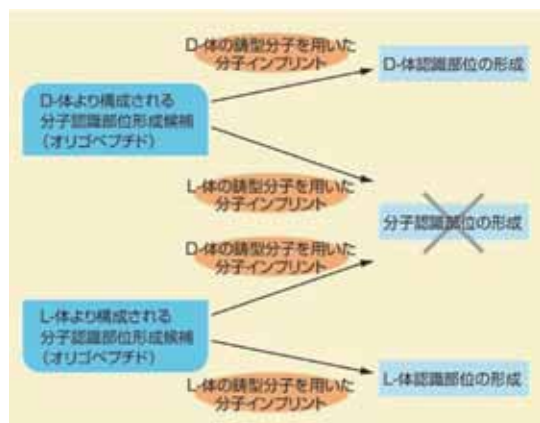 D-体の鋳型分子を用いた
分子インプリント
D-体認識部位の形成
D-体より構成される
分子認識部位形成候補
(オリゴペプチド)
L-体の鋳型分子を用いた
分子インプリント
分子認識部位の形成
D-体の鋳型分子を用いた
分子インプリント
L-体より構成される
分子認識部位形成候補
(オリゴペプチド)
L-体認識部位の形成
L-体の鋳型分子を用いた
分子インプリント